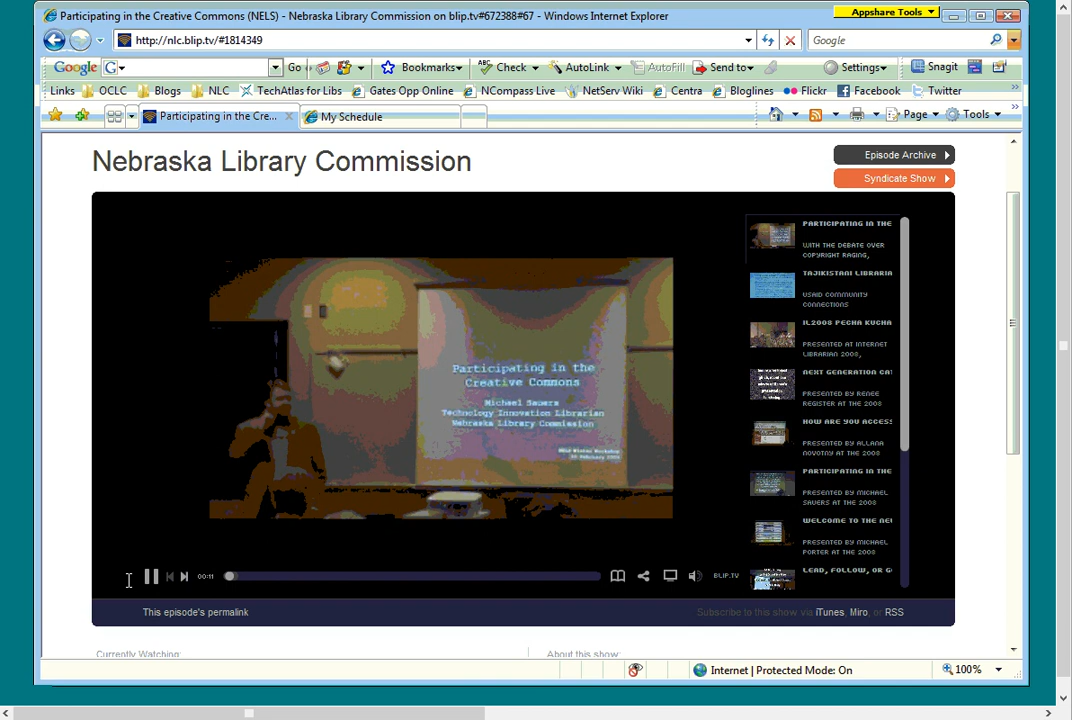 Participating in the Creative Commons (NELS) - Nebraska Library Commission on blip.tv#672388#67 - Windows Internet Explorer
Appshare Tools
http://nlc.blip.tv/#1814349
Google
Google G Go Bookmarks Check AutoLink AutoFill Send to Settings Snagit
Links OCLC Blogs NLC TechAtlas for Libs Gates Opp Online NCompass Live NetServ Wiki Centra Bloglines Flickr Facebook Twitter
Participating in the Cre... My Schedule Page Tools
Nebraska Library Commission
Episode Archive
Syndicate Show
Participating in the
Creative Commons
Michael Sauers
Technology Innovation Librarian
Nebraska Library Commission
PARTICIPATING IN THE
WITH THE DEBATE OVER
COPYRIGHT RAGING,
TAJIKISTANI LIBRARIA
USAID COMMUNITY
CONNECTIONS
IL2008 PECHA KUCHA
PRESENTED AT INTERNET
LIBRARIAN 2008,
NEXT GENERATION CAT
PRESENTED BY RENEE
REGISTER AT THE 2008
HOW ARE YOU ACCESS
PRESENTED BY ALLANA
NOVOTNY AT THE 2008
PARTICIPATING IN THE
PRESENTED BY MICHAEL
SAUERS AT THE 2008
WELCOME TO THE NE
PRESENTED BY MICHAEL
PORTER AT THE 2008
LEAD, FOLLOW, OR G
00:11
BLIP.TV
This episode's permalink
Subscribe to this show via iTunes, Miro, or RSS
Currently Watching:
About this show:
Internet | Protected Mode: On
100%